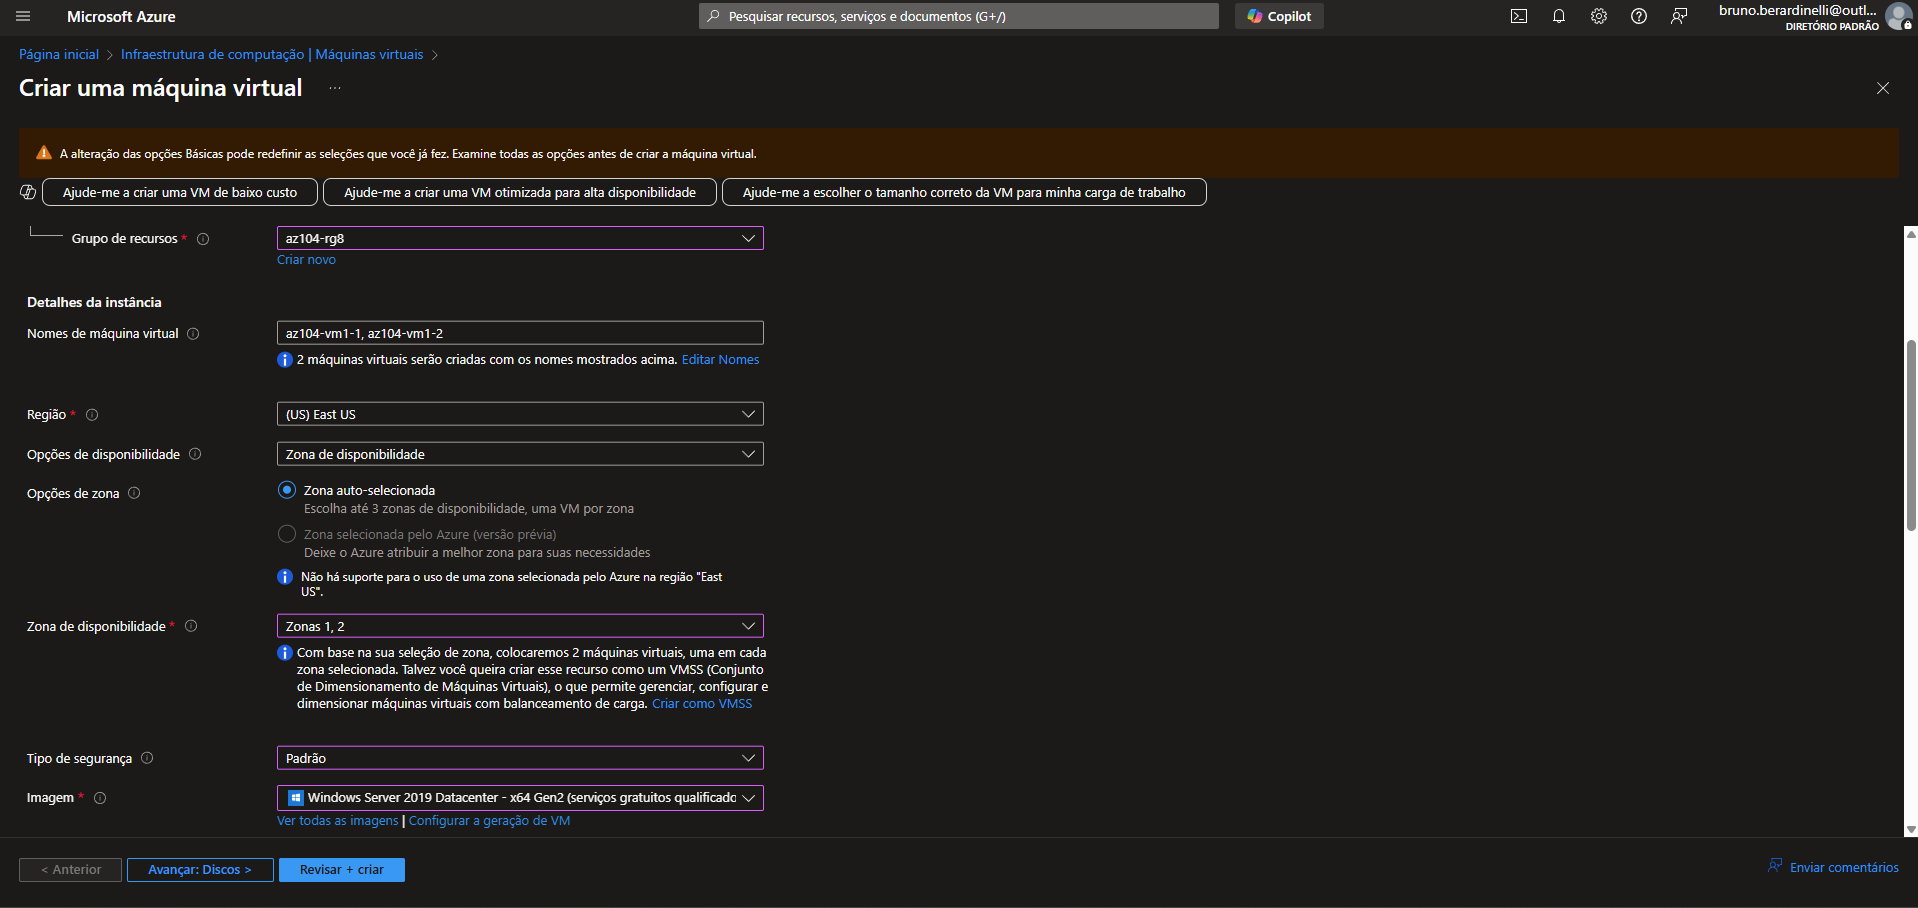 Microsoft Azure
Pesquisar recursos, serviços e documentos (G+/)
Copilot
bruno.berardinelli@outl...
DIRETÓRIO PADRÃO
Página inicial > Infraestrutura de computação | Máquinas virtuais >
Criar uma máquina virtual ...
A alteração das opções Básicas pode redefinir as seleções que você já fez. Examine todas as opções antes de criar a máquina virtual.
Ajude-me a criar uma VM de baixo custo
Ajude-me a criar uma VM otimizada para alta disponibilidade
Ajude-me a escolher o tamanho correto da VM para minha carga de trabalho
Grupo de recursos *
az104-rg8
Criar novo
Detalhes da instância
Nomes de máquina virtual
az104-vm1-1, az104-vm1-2
2 máquinas virtuais serão criadas com os nomes mostrados acima. Editar Nomes
Região *
(US) East US
Opções de disponibilidade
Zona de disponibilidade
Opções de zona
Zona auto-selecionada
Escolha até 3 zonas de disponibilidade, uma VM por zona
Zona selecionada pelo Azure (versão prévia)
Deixe o Azure atribuir a melhor zona para suas necessidades
Não há suporte para o uso de uma zona selecionada pelo Azure na região "East
US".
Zona de disponibilidade *
Zonas 1, 2
Com base na sua seleção de zona, colocaremos 2 máquinas virtuais, uma em cada
zona selecionada. Talvez você queira criar esse recurso como um VMSS (Conjunto
de Dimensionamento de Máquinas Virtuais), o que permite gerenciar, configurar e
dimensionar máquinas virtuais com balanceamento de carga. Criar como VMSS
Tipo de segurança
Padrão
Imagem *
Windows Server 2019 Datacenter - x64 Gen2 (serviços gratuitos qualificado
Ver todas as imagens | Configurar a geração de VM
< Anterior
Avançar: Discos >
Revisar + criar
Enviar comentários